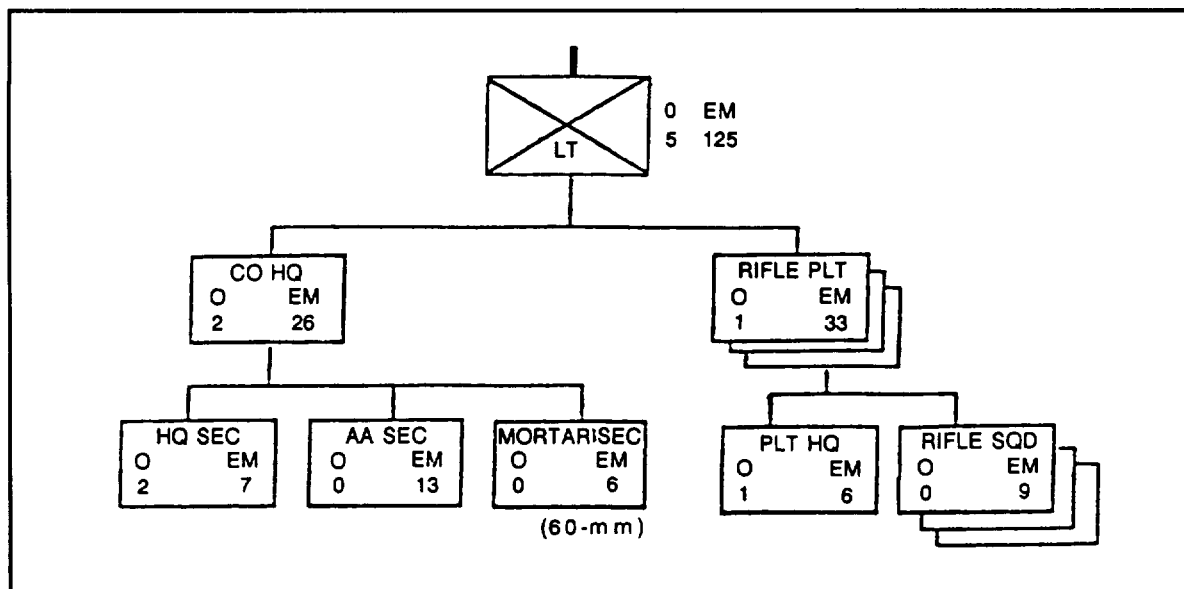 0 EM
5 125
LT
CO HQ
O EM
2 26
RIFLE PLT
O EM
1 33
HQ SEC
O EM
2 7
AA SEC
O EM
0 13
MORTAR SEC
O EM
0 6
(60-mm)
PLT HQ
O EM
1 6
RIFLE SQD
O EM
0 9